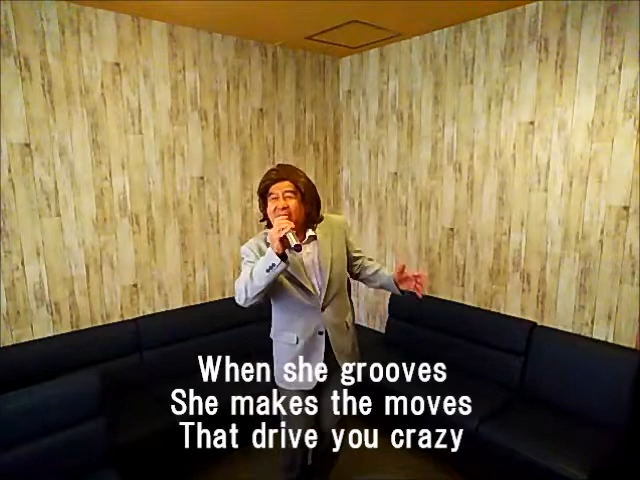 When she grooves
She makes the moves
That drive you crazy